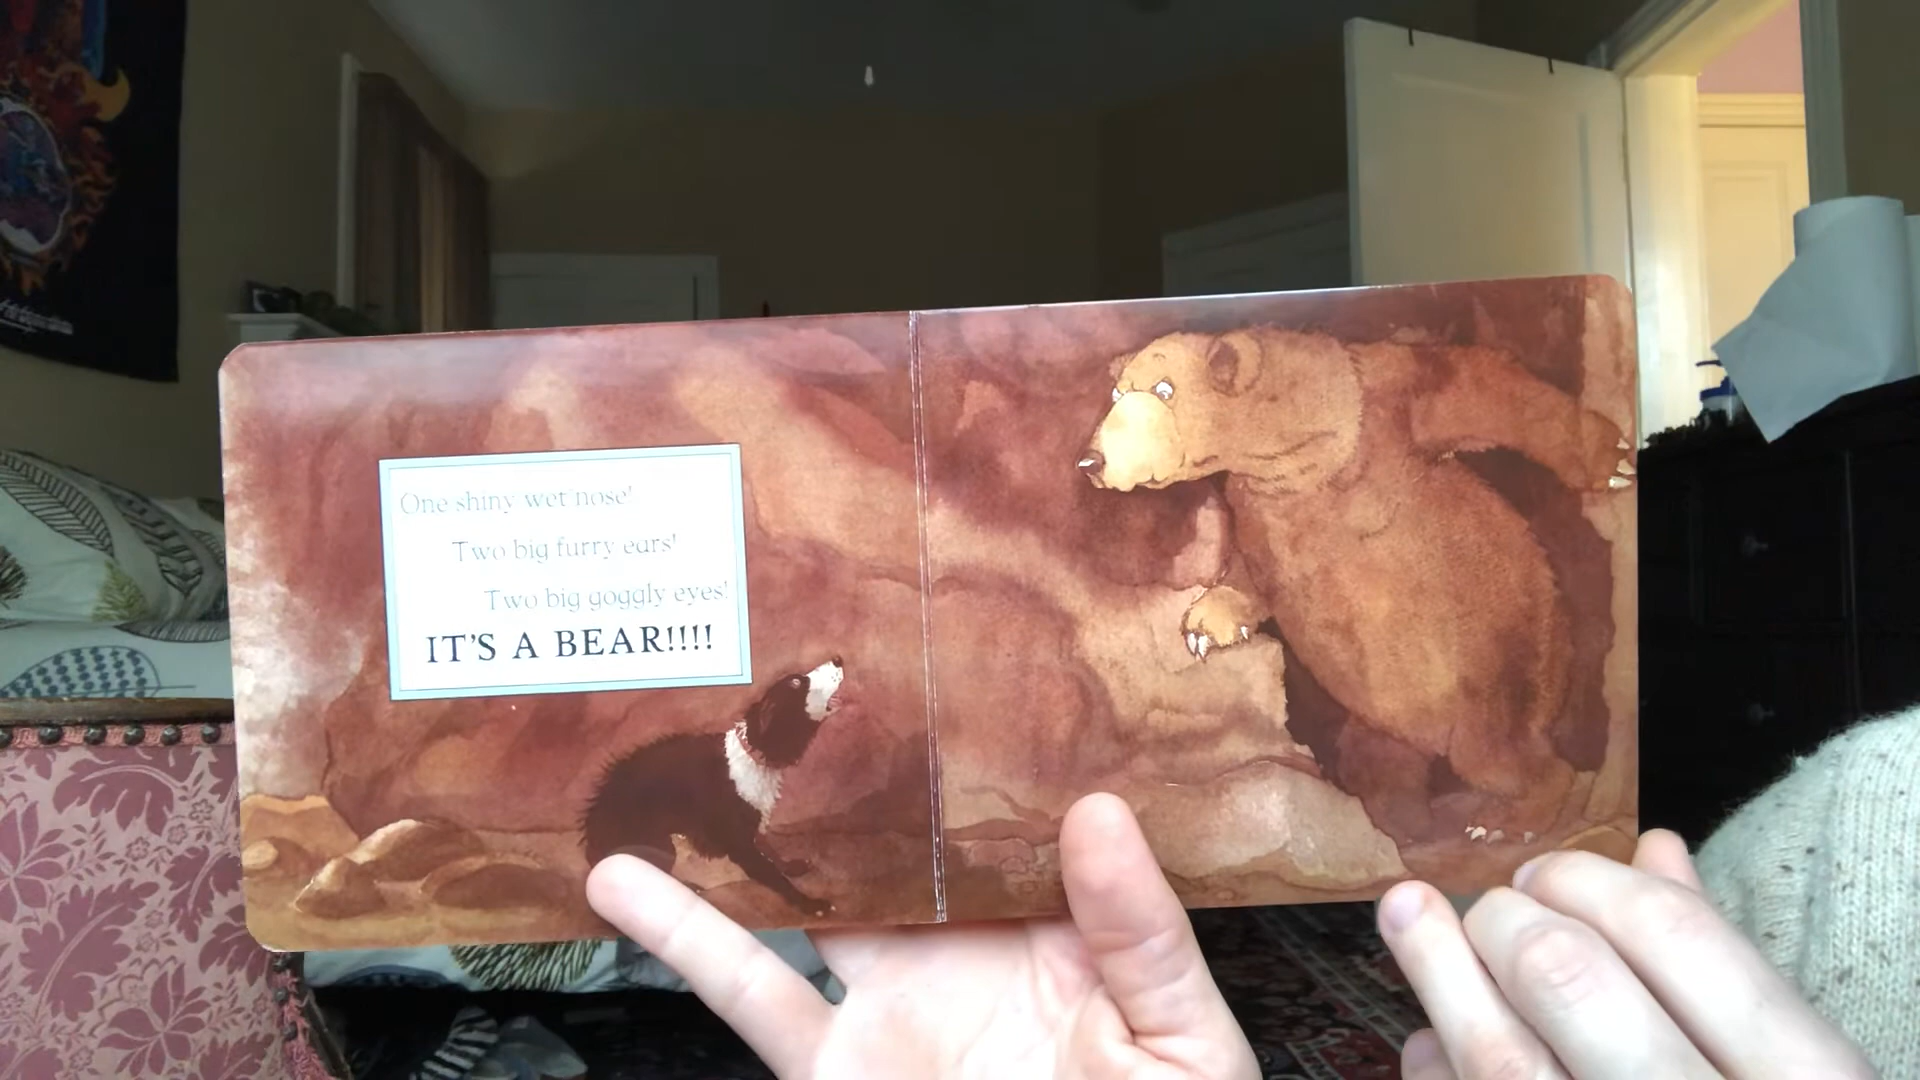 One shiny wet nose!
Two big furry ears!
Two big goggly eyes!
IT'S A BEAR!!!!